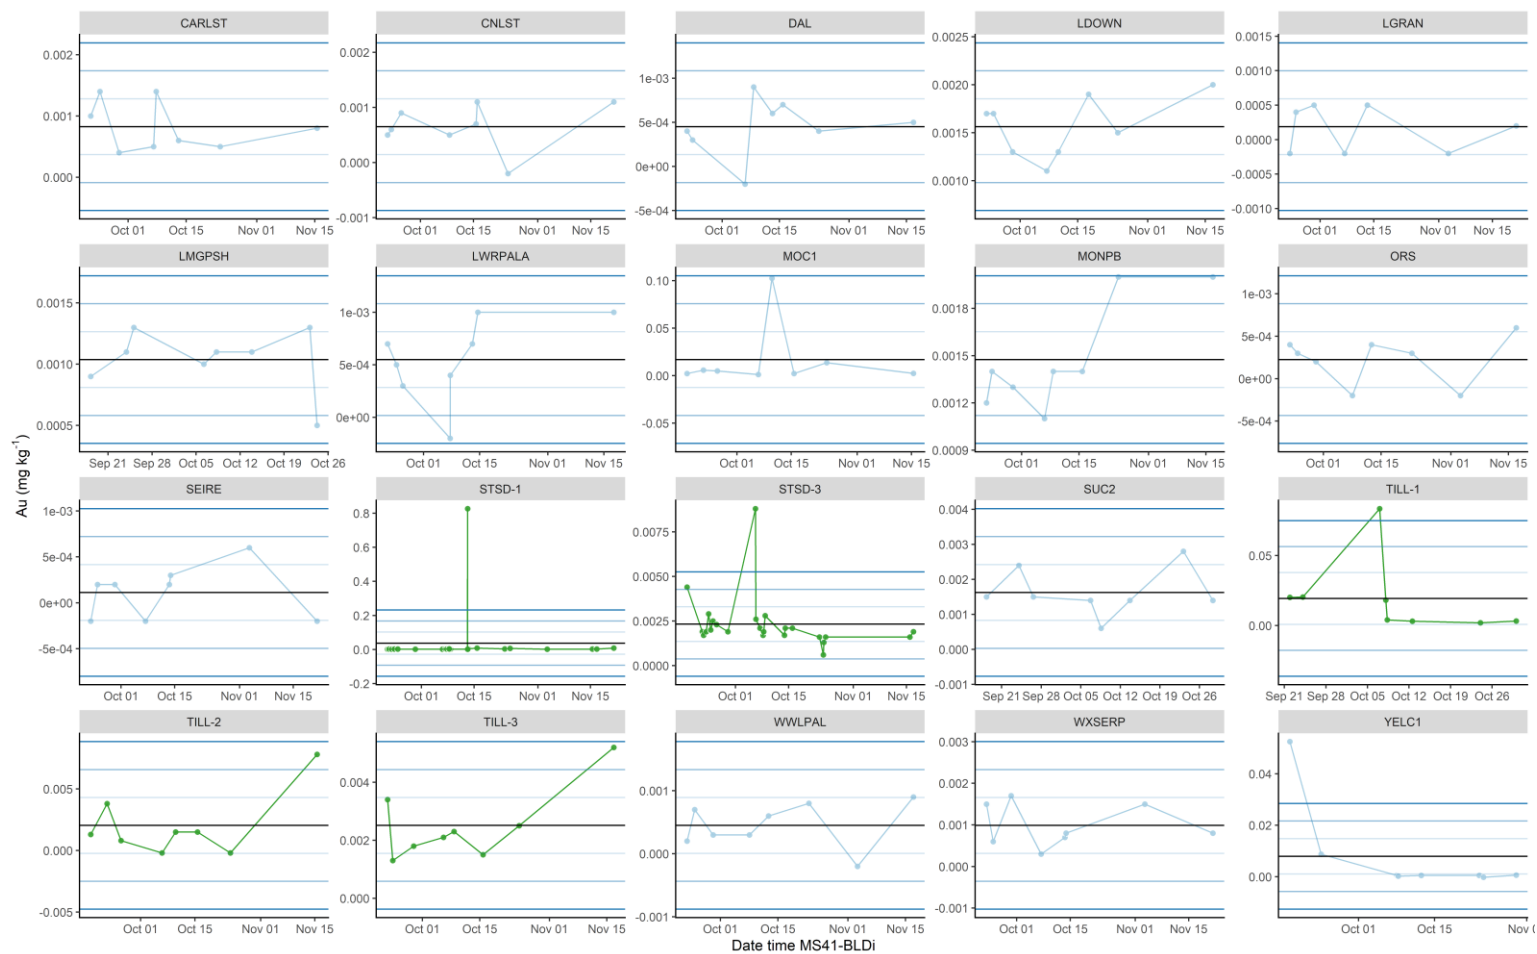 CARLST CNLST DAL LDOWN LGRAN
0.002
0.001
0.000
Oct 01 Oct 15 Nov 01 Nov 15
0.002
0.001
0.000
-0.001
Oct 01 Oct 15 Nov 01 Nov 15
1e-03
5e-04
0e+00
-5e-04
Oct 01 Oct 15 Nov 01 Nov 15
0.0025
0.0020
0.0015
0.0010
Oct 01 Oct 15 Nov 01 Nov 15
0.0015
0.0010
0.0005
0.0000
-0.0005
-0.0010
Oct 01 Oct 15 Nov 01 Nov 15
LMGPSH LWRPALA MOC1 MONPB ORS
0.0015
0.0010
0.0005
Sep 21 Sep 28 Oct 05 Oct 12 Oct 19 Oct 26
1e-03
5e-04
0e+00
Oct 01 Oct 15 Nov 01 Nov 15
0.10
0.05
0.00
-0.05
Oct 01 Oct 15 Nov 01 Nov 15
0.0018
0.0015
0.0012
0.0009
Oct 01 Oct 15 Nov 01 Nov 15
1e-03
5e-04
0e+00
-5e-04
Oct 01 Oct 15 Nov 01 Nov 15
Au (mg kg-1)
SEIRE STSD-1 STSD-3 SUC2 TILL-1
1e-03
5e-04
0e+00
-5e-04
Oct 01 Oct 15 Nov 01 Nov 15
0.8
0.6
0.4
0.2
0.0
-0.2
Oct 01 Oct 15 Nov 01 Nov 15
0.0075
0.0050
0.0025
0.0000
Oct 01 Oct 15 Nov 01 Nov 15
0.004
0.003
0.002
0.001
0.000
-0.001
Sep 21 Sep 28 Oct 05 Oct 12 Oct 19 Oct 26
0.05
0.00
Sep 21 Sep 28 Oct 05 Oct 12 Oct 19 Oct 26
TILL-2 TILL-3 WWLPAL WXSERP YELC1
0.005
0.000
-0.005
Oct 01 Oct 15 Nov 01 Nov 15
0.004
0.002
0.000
Oct 01 Oct 15 Nov 01 Nov 15
0.001
0.000
-0.001
Oct 01 Oct 15 Nov 01 Nov 15
0.003
0.002
0.001
0.000
-0.001
Oct 01 Oct 15 Nov 01 Nov 15
0.04
0.02
0.00
Oct 01 Oct 15
Date time MS41-BLDi